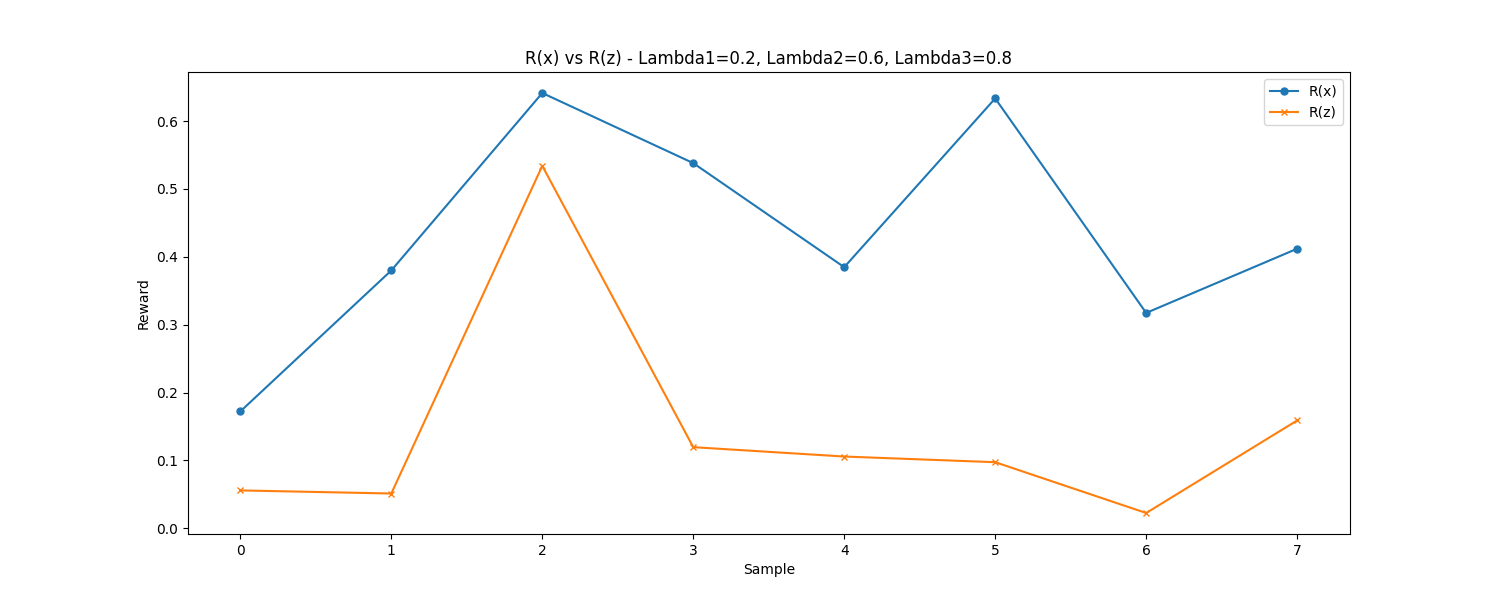 R(x) vs R(z) - Lambda1=0.2, Lambda2=0.6, Lambda3=0.8
R(x)
R(z)
0.6
0.5
0.4
0.3
0.2
0.1
0.0
Reward
0 1 2 3 4 5 6 7
Sample